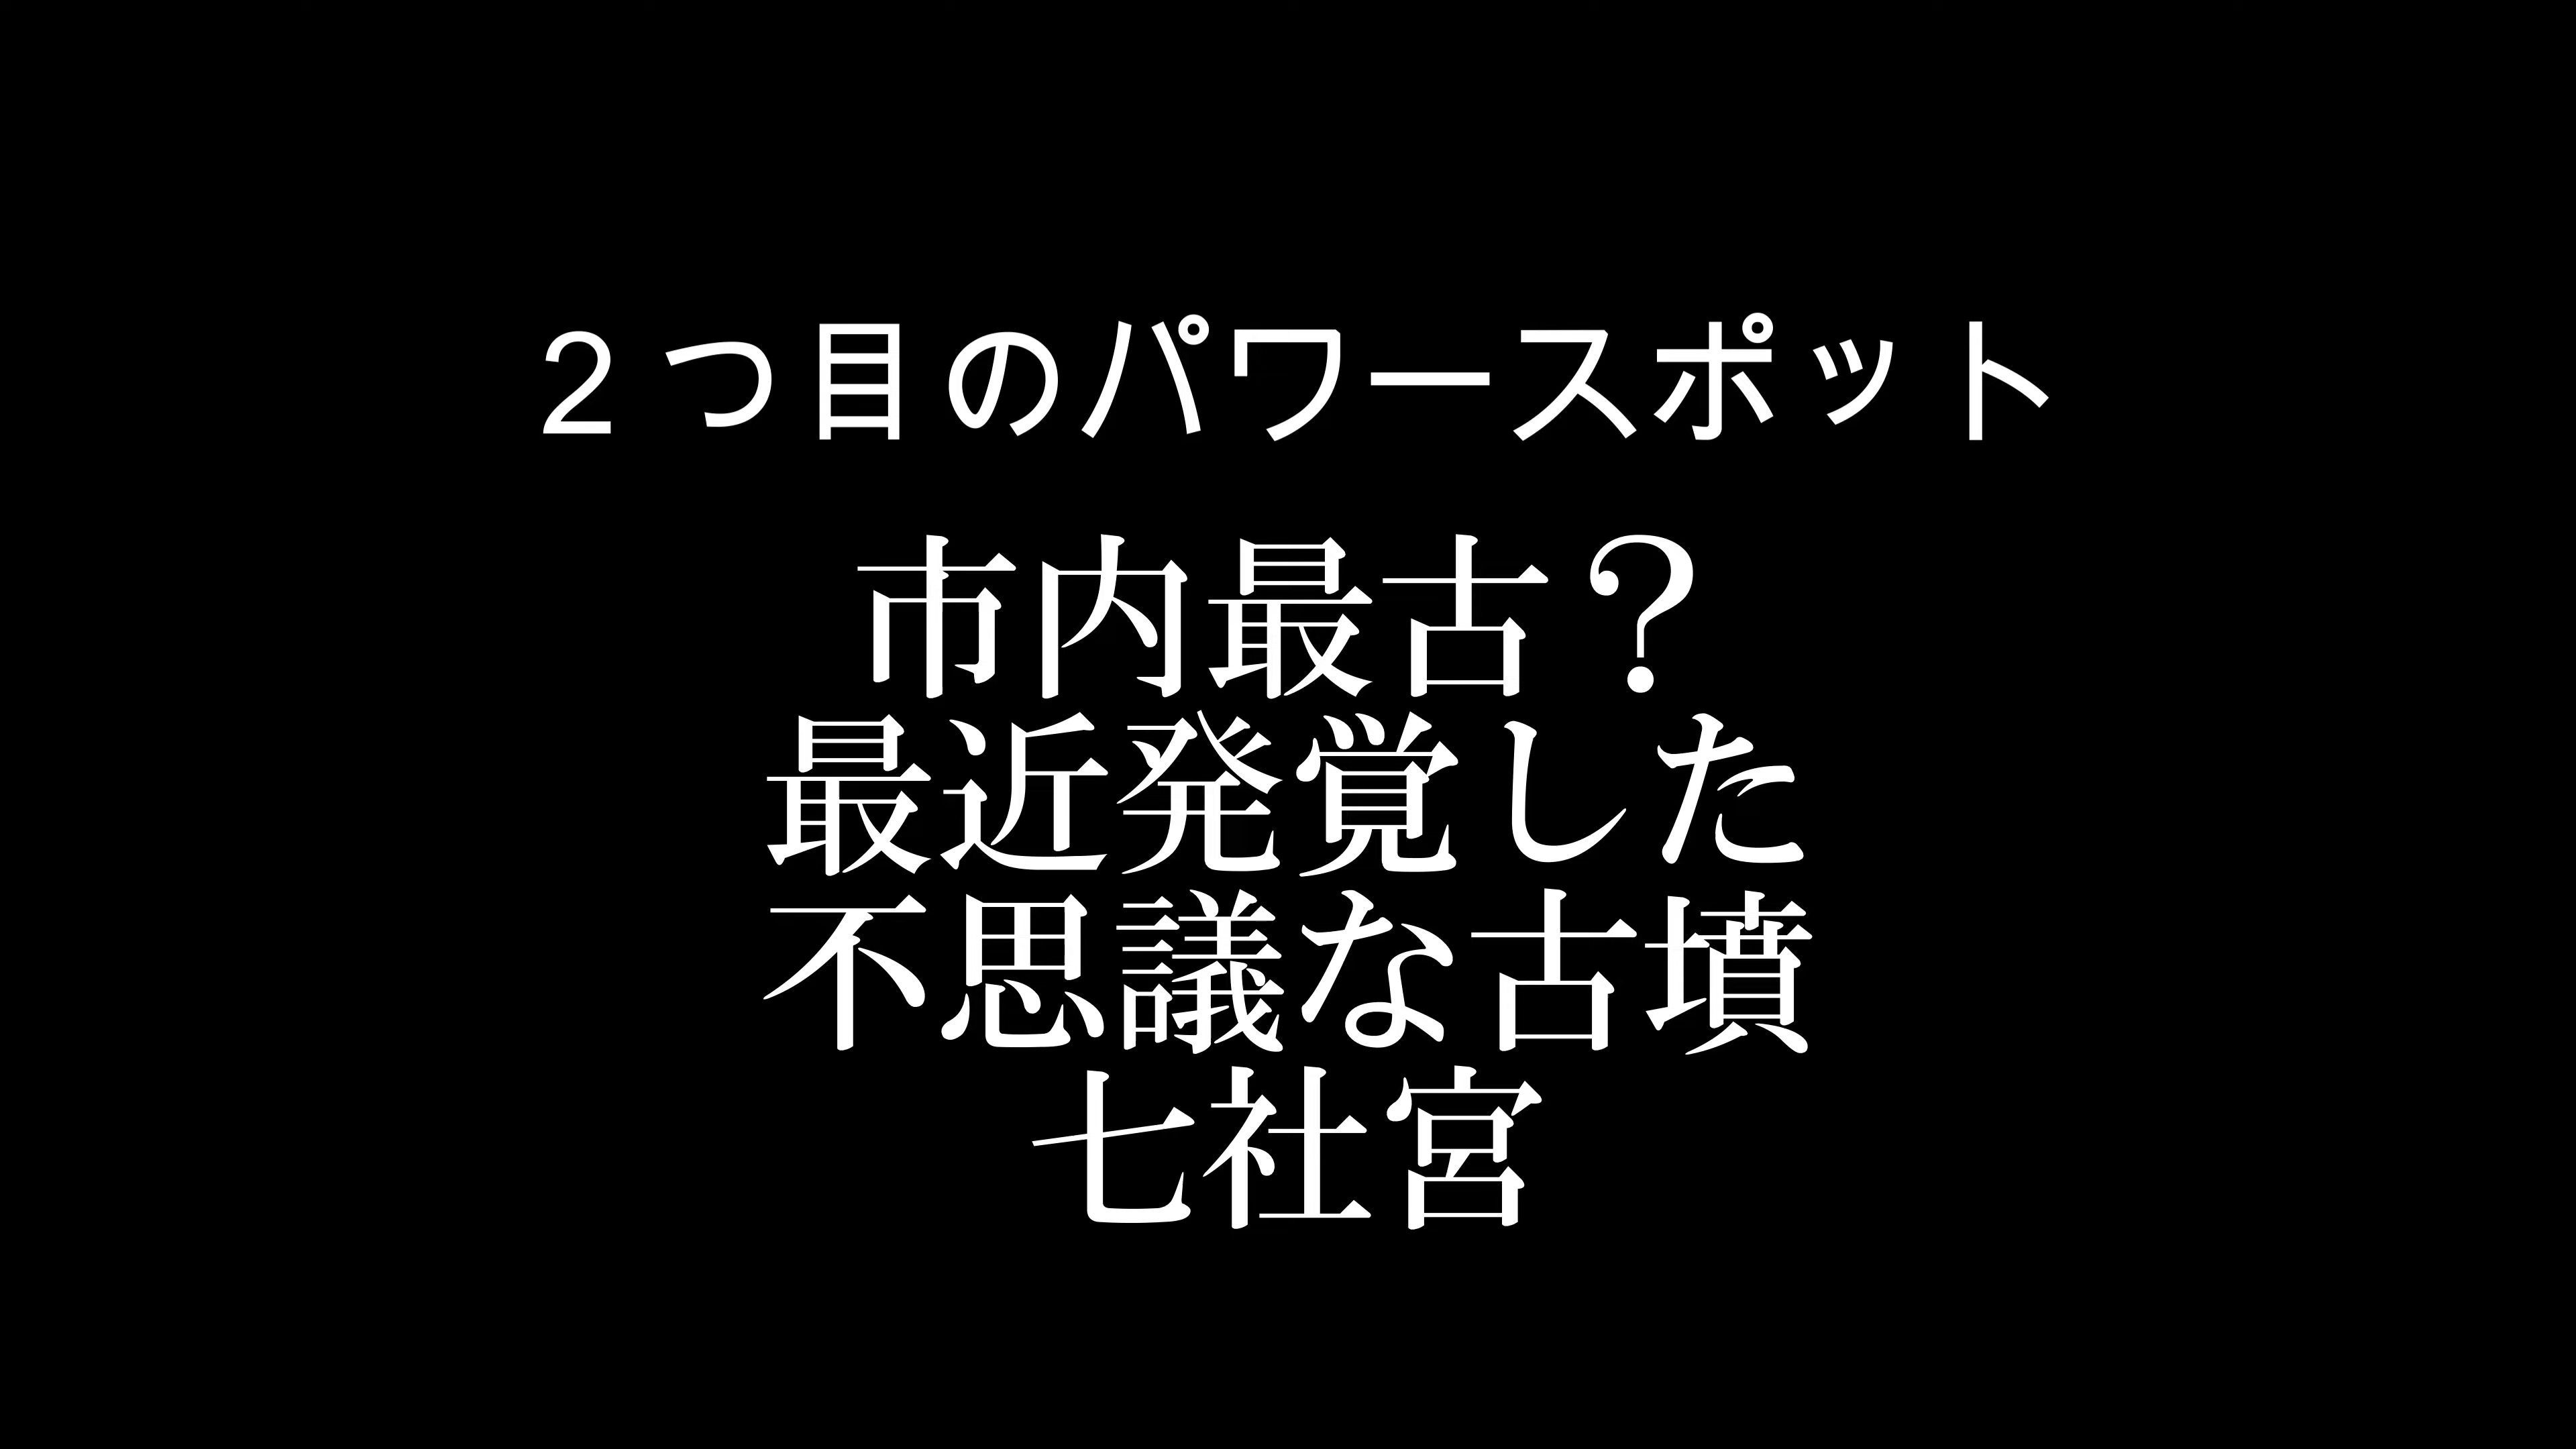 ２つ目のパワースポット
市内最古？
最近発覚した
不思議な古墳
七社宮